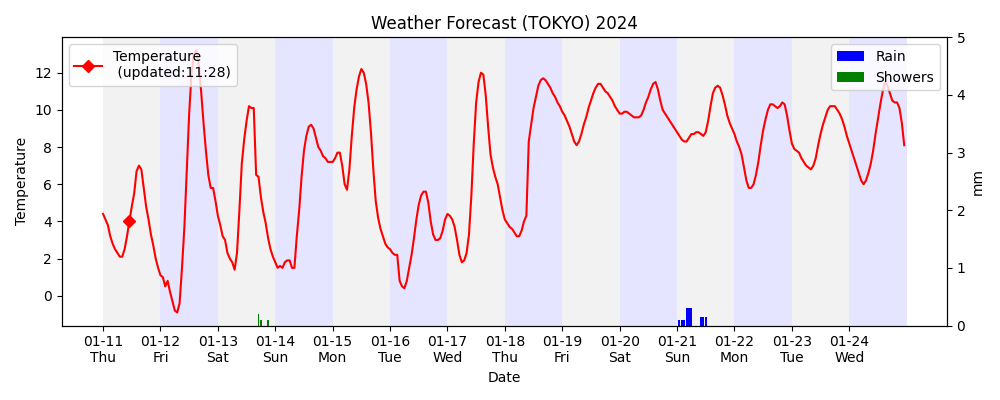 Weather Forecast (TOKYO) 2024
Temperature
(updated:11:28)
Rain
Showers
Temperature
12
10
8
6
4
2
0
5
4
3
2
1
0
mm
01-11 01-12 01-13 01-14 01-15 01-16 01-17 01-18 01-19 01-20 01-21 01-22 01-23 01-24
Thu Fri Sat Sun Mon Tue Wed Thu Fri Sat Sun Mon Tue Wed
Date